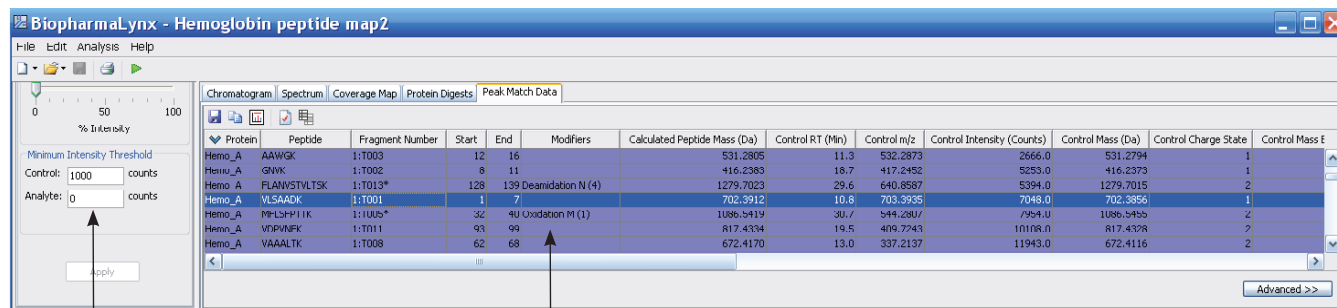 BiopharmaLynx - Hemoglobin peptide map2
File Edit Analysis Help
0 50 100
% Intensity
Minimum Intensity Threshold
Control: 1000 counts
Analyte: 0 counts
Apply
Chromatogram Spectrum Coverage Map Protein Digests Peak Match Data
Protein Peptide Fragment Number Start End Modifiers Calculated Peptide Mass (Da) Control RT (Min) Control m/z Control Intensity (Counts) Control Mass (Da) Control Charge State Control Mass E
Hemo_A AAWGK 1:T003 12 16 531.2805 11.3 532.2873 2666.0 531.2794 1
Hemo_A GNVK 1:T002 8 11 416.2383 18.7 417.2452 5253.0 416.2373 1
Hemo_A FLANVSTVLTSK 1:T013* 128 139 Deamidation N (4) 1279.7023 29.6 640.8587 5394.0 1279.7015 2
Hemo_A VLSAADK 1:T001 1 7 702.3912 10.8 703.3935 7048.0 702.3856 1
Hemo_A MFLSFPTTK 1:T005* 32 40 Oxidation M (1) 1086.5419 30.7 544.2807 7954.0 1086.5455 2
Hemo_A VDPVNFK 1:T011 93 99 817.4334 19.5 409.7243 10108.0 817.4328 2
Hemo_A VAAALTK 1:T008 62 68 672.4170 13.0 337.2137 11943.0 672.4116 2
Advanced >>